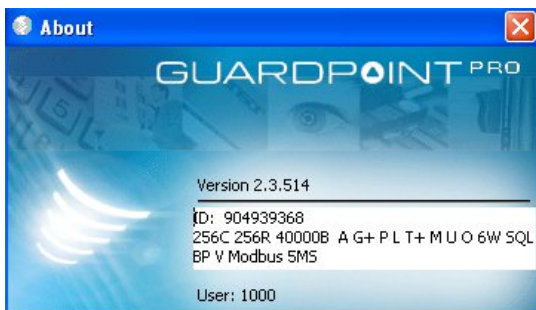 About
GUARDPOINT PRO
Version 2.3.514
ID: 904939368
256C 256R 40000B A G+ P L T+ M U O 6W SQL
BP V Modbus 5MS
User: 1000